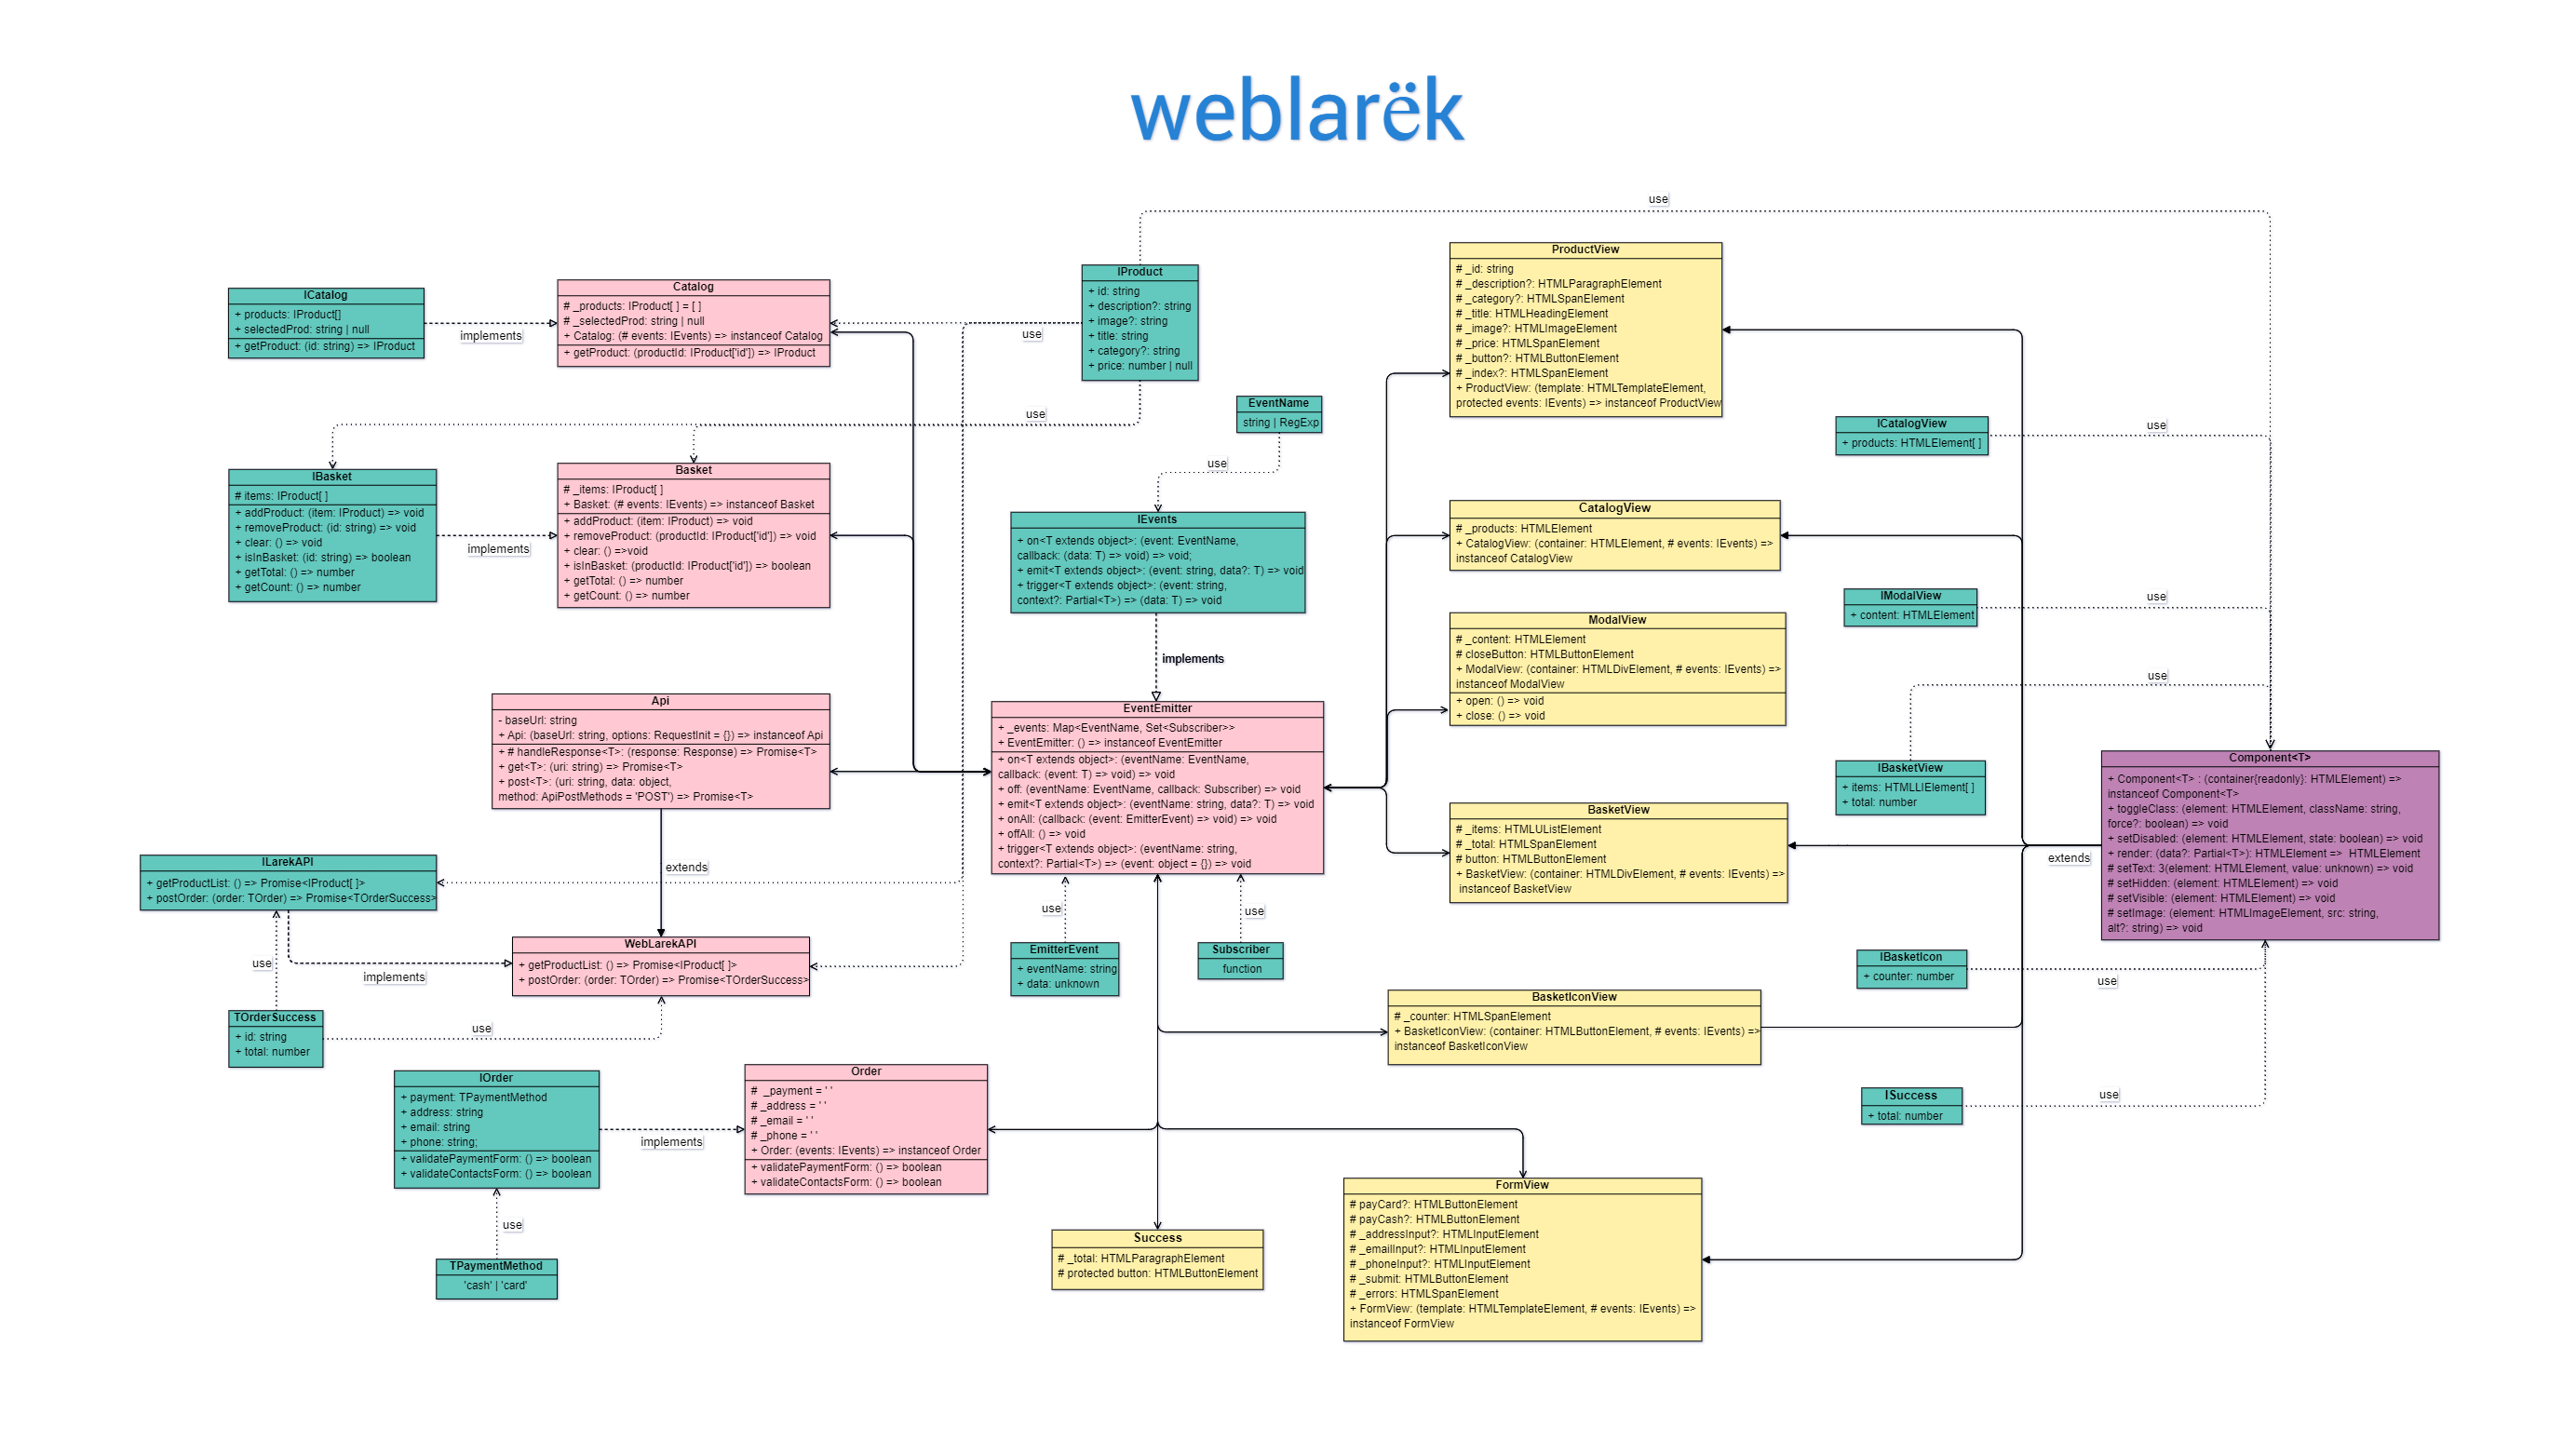 weblarёk
use
ICatalog
+ products: IProduct[]
+ selectedProd: string | null
+ getProduct: (id: string) => IProduct
implements
Catalog
# _products: IProduct[ ] = [ ]
# _selectedProd: string | null
+ Catalog: (# events: IEvents) => instanceof Catalog
+ getProduct: (productId: IProduct['id']) => IProduct
use
IProduct
+ id: string
+ description?: string
+ image?: string
+ title: string
+ category?: string
+ price: number | null
use
EventName
string | RegExp
use
IBasket
# items: IProduct[ ]
+ addProduct: (item: IProduct) => void
+ removeProduct: (id: string) => void
+ clear: () => void
+ isInBasket: (id: string) => boolean
+ getTotal: () => number
+ getCount: () => number
implements
Basket
# _items: IProduct[ ]
+ Basket: (# events: IEvents) => instanceof Basket
+ addProduct: (item: IProduct) => void
+ removeProduct: (productId: IProduct['id']) => void
+ clear: () =>void
+ isInBasket: (productId: IProduct['id']) => boolean
+ getTotal: () => number
+ getCount: () => number
IEvents
+ on<T extends object>: (event: EventName,
callback: (data: T) => void) => void;
+ emit<T extends object>: (event: string, data?: T) => void
+ trigger<T extends object>: (event: string,
context?: Partial<T>) => (data: T) => void
implements
Api
- baseUrl: string
+ Api: (baseUrl: string, options: RequestInit = {}) => instanceof Api
+ # handleResponse<T>: (response: Response) => Promise<T>
+ get<T>: (uri: string) => Promise<T>
+ post<T>: (uri: string, data: object,
method: ApiPostMethods = 'POST') => Promise<T>
extends
EventEmitter
+ _events: Map<EventName, Set<Subscriber>>
+ EventEmitter: () => instanceof EventEmitter
+ on<T extends object>: (eventName: EventName,
callback: (event: T) => void) => void
+ off: (eventName: EventName, callback: Subscriber) => void
+ emit<T extends object>: (eventName: string, data?: T) => void
+ onAll: (callback: (event: EmitterEvent) => void) => void
+ offAll: () => void
+ trigger<T extends object>: (eventName: string,
context?: Partial<T>) => (event: object = {}) => void
use
use
EmitterEvent
+ eventName: string
+ data: unknown
Subscriber
function
ILarekAPI
+ getProductList: () => Promise<IProduct[ ]>
+ postOrder: (order: TOrder) => Promise<TOrderSuccess>
use
implements
WebLarekAPI
+ getProductList: () => Promise<IProduct[ ]>
+ postOrder: (order: TOrder) => Promise<TOrderSuccess>
TOrderSuccess
+ id: string
+ total: number
use
IOrder
+ payment: TPaymentMethod
+ address: string
+ email: string
+ phone: string;
+ validatePaymentForm: () => boolean
+ validateContactsForm: () => boolean
implements
use
TPaymentMethod
'cash' | 'card'
Order
# _payment = ' '
# _address = ' '
# _email = ' '
# _phone = ' '
+ Order: (events: IEvents) => instanceof Order
+ validatePaymentForm: () => boolean
+ validateContactsForm: () => boolean
Success
# _total: HTMLParagraphElement
# protected button: HTMLButtonElement
ProductView
# _id: string
# _description?: HTMLParagraphElement
# _category?: HTMLSpanElement
# _title: HTMLHeadingElement
# _image?: HTMLImageElement
# _price: HTMLSpanElement
# _button?: HTMLButtonElement
# _index?: HTMLSpanElement
+ ProductView: (template: HTMLTemplateElement,
protected events: IEvents) => instanceof ProductView
CatalogView
# _products: HTMLElement
+ CatalogView: (container: HTMLElement, # events: IEvents) =>
instanceof CatalogView
ModalView
# _content: HTMLElement
# closeButton: HTMLButtonElement
+ ModalView: (container: HTMLDivElement, # events: IEvents) =>
instanceof ModalView
+ open: () => void
+ close: () => void
BasketView
# _items: HTMLUListElement
# _total: HTMLSpanElement
# button: HTMLButtonElement
+ BasketView: (container: HTMLDivElement, # events: IEvents) =>
instanceof BasketView
BasketIconView
# _counter: HTMLSpanElement
+ BasketIconView: (container: HTMLButtonElement, # events: IEvents) =>
instanceof BasketIconView
FormView
# payCard?: HTMLButtonElement
# payCash?: HTMLButtonElement
# _addressInput?: HTMLInputElement
# _emailInput?: HTMLInputElement
# _phoneInput?: HTMLInputElement
# _submit: HTMLButtonElement
# _errors: HTMLSpanElement
+ FormView: (template: HTMLTemplateElement, # events: IEvents) =>
instanceof FormView
ICatalogView
+ products: HTMLElement[ ]
use
IModalView
+ content: HTMLElement
use
use
IBasketView
+ items: HTMLLIElement[ ]
+ total: number
extends
Component<T>
+ Component<T> : (container{readonly}: HTMLElement) =>
instanceof Component<T>
+ toggleClass: (element: HTMLElement, className: string,
force?: boolean) => void
+ setDisabled: (element: HTMLElement, state: boolean) => void
+ render: (data?: Partial<T>): HTMLElement => HTMLElement
# setText: 3(element: HTMLElement, value: unknown) => void
# setHidden: (element: HTMLElement) => void
# setVisible: (element: HTMLElement) => void
# setImage: (element: HTMLImageElement, src: string,
alt?: string) => void
IBasketIcon
+ counter: number
use
ISuccess
+ total: number
use